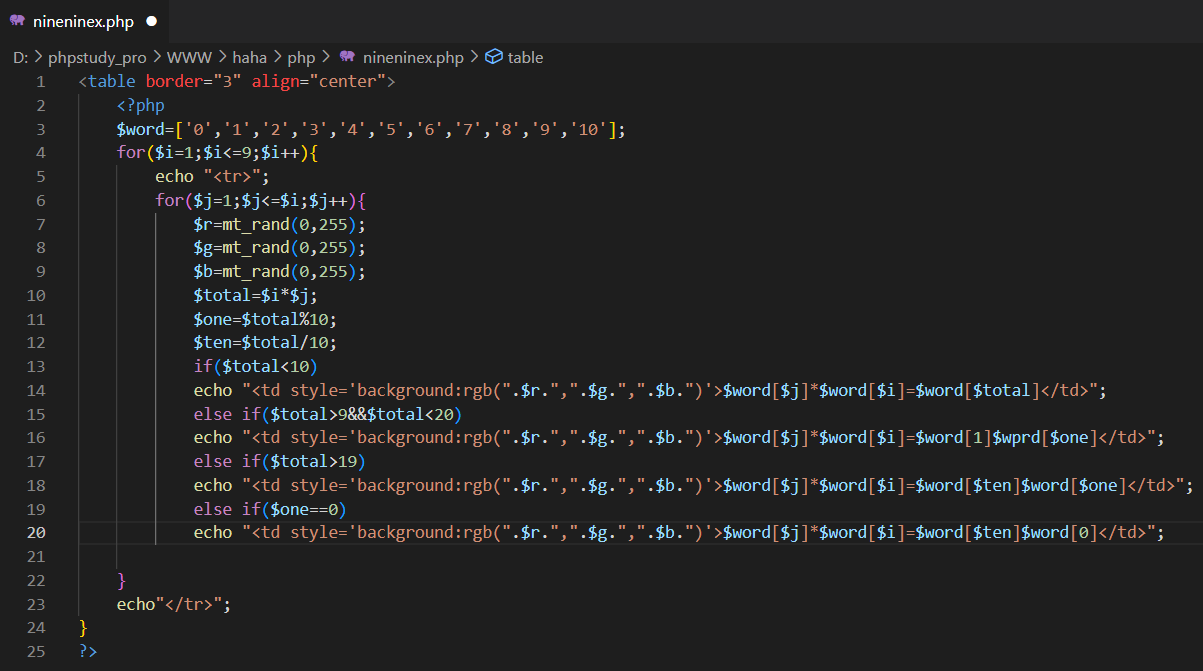 nineninex.php
D: > phpstudy_pro > WWW > haha > php > nineninex.php > table
1 <table border="3" align="center">
2 <?php
3 $word=['0','1','2','3','4','5','6','7','8','9','10'];
4 for($i=1;$i<=9;$i++){
5 echo "<tr>";
6 for($j=1;$j<=$i;$j++){
7 $r=mt_rand(0,255);
8 $g=mt_rand(0,255);
9 $b=mt_rand(0,255);
10 $total=$i*$j;
11 $one=$total%10;
12 $ten=$total/10;
13 if($total<10)
14 echo "<td style='background:rgb(".$r.",".$g.",".$b.")'>$word[$j]*$word[$i]=$word[$total]</td>";
15 else if($total>9&&$total<20)
16 echo "<td style='background:rgb(".$r.",".$g.",".$b.")'>$word[$j]*$word[$i]=$word[1]$wprd[$one]</td>";
17 else if($total>19)
18 echo "<td style='background:rgb(".$r.",".$g.",".$b.")'>$word[$j]*$word[$i]=$word[$ten]$word[$one]</td>";
19 else if($one==0)
20 echo "<td style='background:rgb(".$r.",".$g.",".$b.")'>$word[$j]*$word[$i]=$word[$ten]$word[0]</td>";
21
22 }
23 echo"</tr>";
24 }
25 ?>